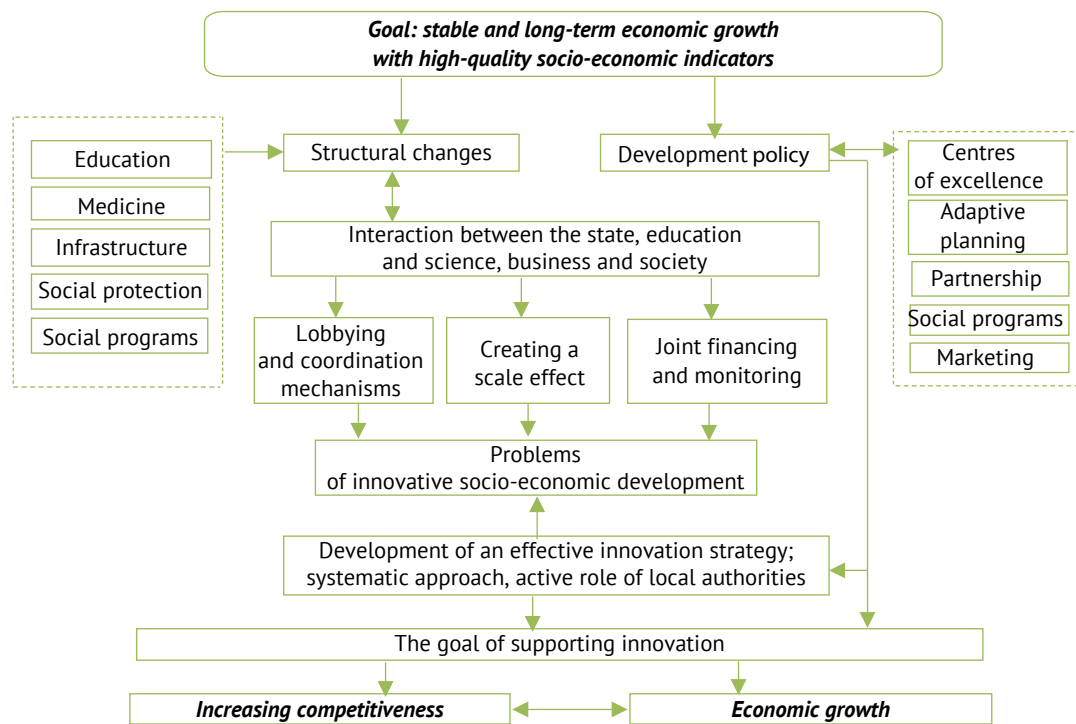 Goal: stable and long-term economic growth
with high-quality socio-economic indicators
Education
Medicine
Infrastructure
Social protection
Social programs
Structural changes
Development policy
Centres
of excellence
Adaptive
planning
Partnership
Social programs
Marketing
Interaction between the state, education
and science, business and society
Lobbying
and coordination
mechanisms
Creating a
scale effect
Joint financing
and monitoring
Problems
of innovative socio-economic development
Development of an effective innovation strategy;
systematic approach, active role of local authorities
The goal of supporting innovation
Increasing competitiveness
Economic growth